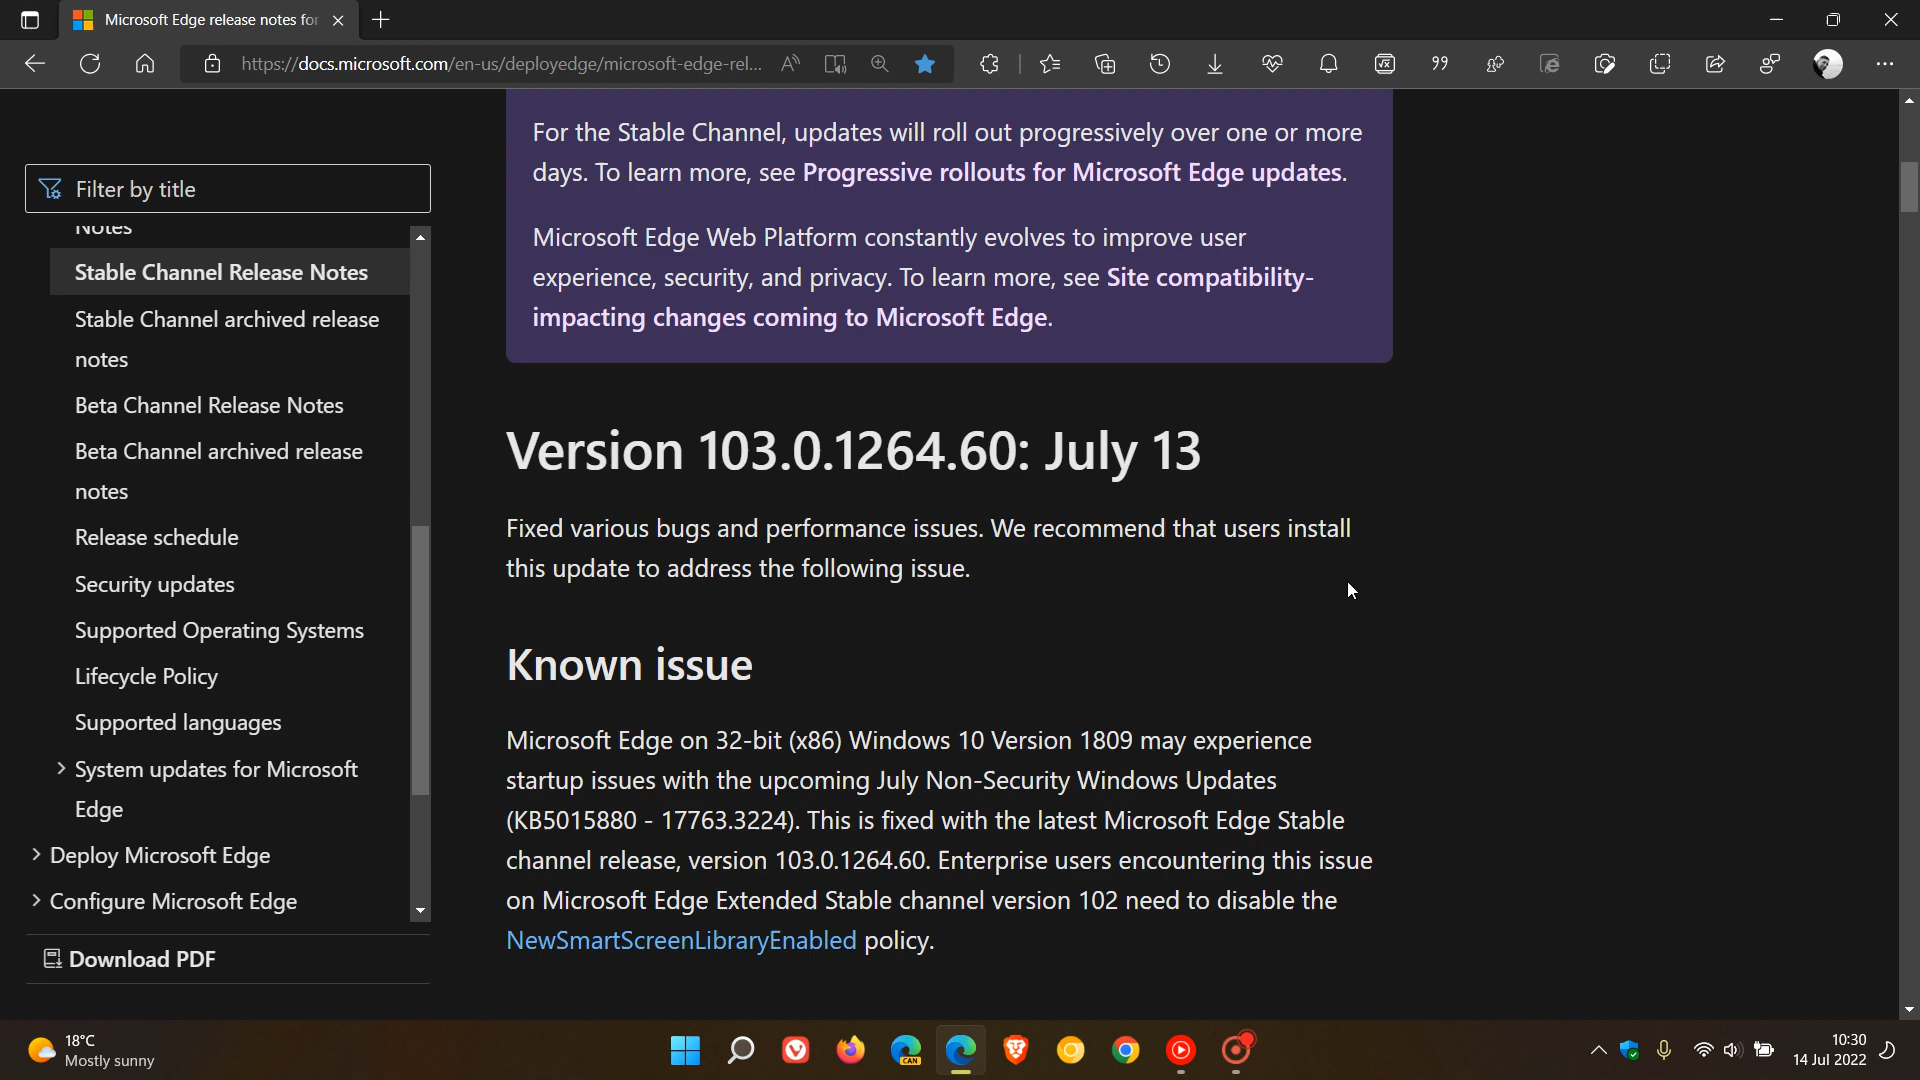 Microsoft Edge release notes for
https://docs.microsoft.com/en-us/deployedge/microsoft-edge-rel...
Filter by title
Notes
Stable Channel Release Notes
Stable Channel archived release
notes
Beta Channel Release Notes
Beta Channel archived release
notes
Release schedule
Security updates
Supported Operating Systems
Lifecycle Policy
Supported languages
System updates for Microsoft
Edge
Deploy Microsoft Edge
Configure Microsoft Edge
Download PDF
For the Stable Channel, updates will roll out progressively over one or more
days. To learn more, see Progressive rollouts for Microsoft Edge updates.
Microsoft Edge Web Platform constantly evolves to improve user
experience, security, and privacy. To learn more, see Site compatibility-
impacting changes coming to Microsoft Edge.
Version 103.0.1264.60: July 13
Fixed various bugs and performance issues. We recommend that users install
this update to address the following issue.
Known issue
Microsoft Edge on 32-bit (x86) Windows 10 Version 1809 may experience
startup issues with the upcoming July Non-Security Windows Updates
(KB5015880 - 17763.3224). This is fixed with the latest Microsoft Edge Stable
channel release, version 103.0.1264.60. Enterprise users encountering this issue
on Microsoft Edge Extended Stable channel version 102 need to disable the
NewSmartScreenLibraryEnabled policy.
18°C
Mostly sunny
CAN
10:30
14 Jul 2022